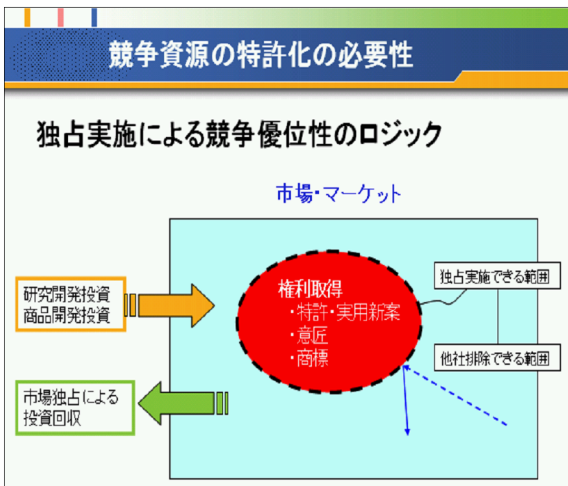 競争資源の特許化の必要性
独占実施による競争優位性のロジック
市場・マーケット
研究開発投資
商品開発投資
権利取得
・特許・実用新案
・意匠
・商標
独占実施できる範囲
他社排除できる範囲
市場独占による
投資回収